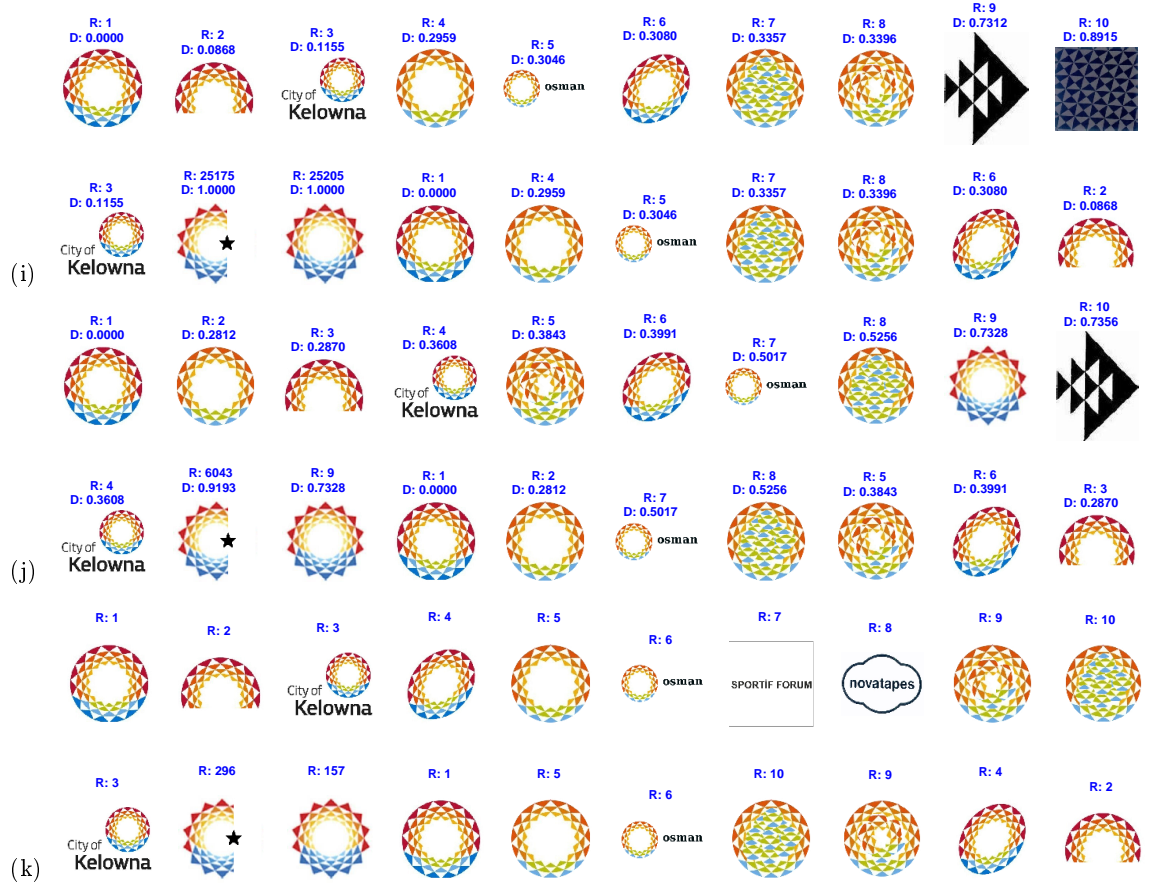 R: 1
D: 0.0000
R: 2
D: 0.0868
R: 3
D: 0.1155
City of
Kelowna
R: 4
D: 0.2959
R: 5
D: 0.3046
osman
R: 6
D: 0.3080
R: 7
D: 0.3357
R: 8
D: 0.3396
R: 9
D: 0.7312
R: 10
D: 0.8915
(i)
R: 3
D: 0.1155
City of
Kelowna
R: 25175
D: 1.0000
R: 25205
D: 1.0000
R: 1
D: 0.0000
R: 4
D: 0.2959
R: 5
D: 0.3046
osman
R: 7
D: 0.3357
R: 8
D: 0.3396
R: 6
D: 0.3080
R: 2
D: 0.0868
R: 1
D: 0.0000
R: 2
D: 0.2812
R: 3
D: 0.2870
R: 4
D: 0.3608
City of
Kelowna
R: 5
D: 0.3843
R: 6
D: 0.3991
R: 7
D: 0.5017
osman
R: 8
D: 0.5256
R: 9
D: 0.7328
R: 10
D: 0.7356
(j)
R: 4
D: 0.3608
City of
Kelowna
R: 6043
D: 0.9193
R: 9
D: 0.7328
R: 1
D: 0.0000
R: 2
D: 0.2812
R: 7
D: 0.5017
osman
R: 8
D: 0.5256
R: 5
D: 0.3843
R: 6
D: 0.3991
R: 3
D: 0.2870
R: 1
R: 2
R: 3
City of
Kelowna
R: 4
R: 5
R: 6
osman
R: 7
SPORTİF FORUM
R: 8
novatapes
R: 9
R: 10
(k)
R: 3
City of
Kelowna
R: 296
R: 157
R: 1
R: 5
R: 6
osman
R: 10
R: 9
R: 4
R: 2